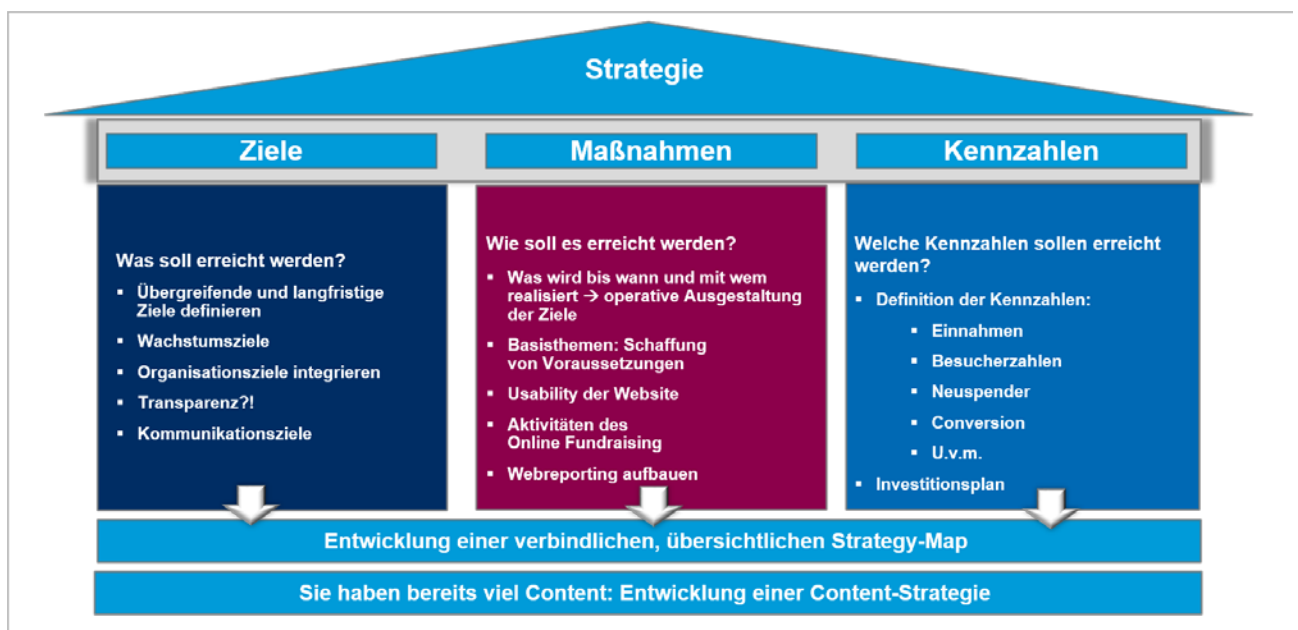 Strategie
Ziele
Maßnahmen
Kennzahlen
Was soll erreicht werden?
▪ Übergreifende und langfristige
Ziele definieren
▪ Wachstumsziele
▪ Organisationsziele integrieren
▪ Transparenz?!
▪ Kommunikationsziele
Wie soll es erreicht werden?
▪ Was wird bis wann und mit wem
realisiert → operative Ausgestaltung
der Ziele
▪ Basisthemen: Schaffung
von Voraussetzungen
▪ Usability der Website
▪ Aktivitäten des
Online Fundraising
▪ Webreporting aufbauen
Welche Kennzahlen sollen erreicht
werden?
▪ Definition der Kennzahlen:
▪ Einnahmen
▪ Besucherzahlen
▪ Neuspender
▪ Conversion
▪ U.v.m.
▪ Investitionsplan
Entwicklung einer verbindlichen, übersichtlichen Strategy-Map
Sie haben bereits viel Content: Entwicklung einer Content-Strategie